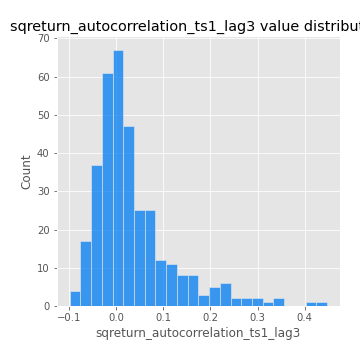 sqreturn_autocorrelation_ts1_lag3 value distribut
70
60
50
40
30
20
10
0
Count
−0.1 0.0 0.1 0.2 0.3 0.4
sqreturn_autocorrelation_ts1_lag3